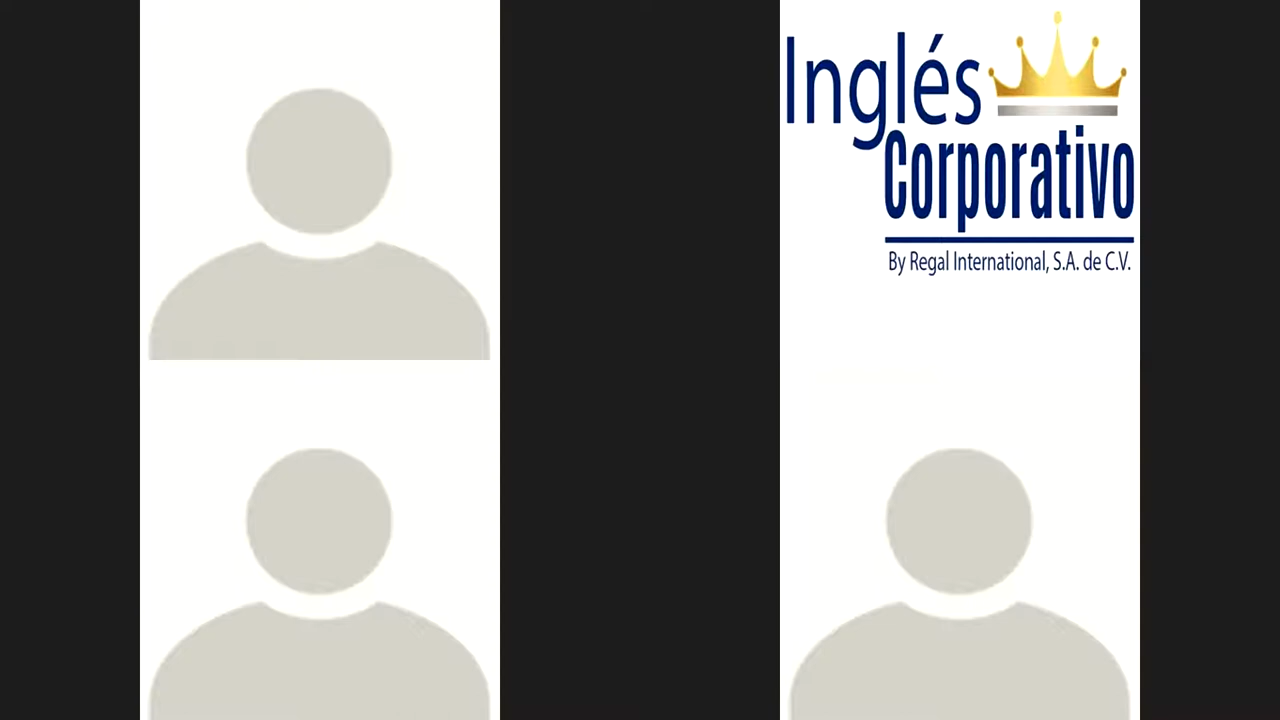 Inglés
Corporativo
By Regal International, S.A. de C.V.